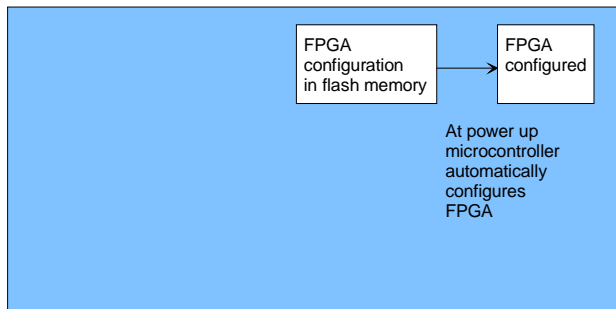 FPGA
configuration
in flash memory
FPGA
configured
At power up
microcontroller
automatically
configures
FPGA